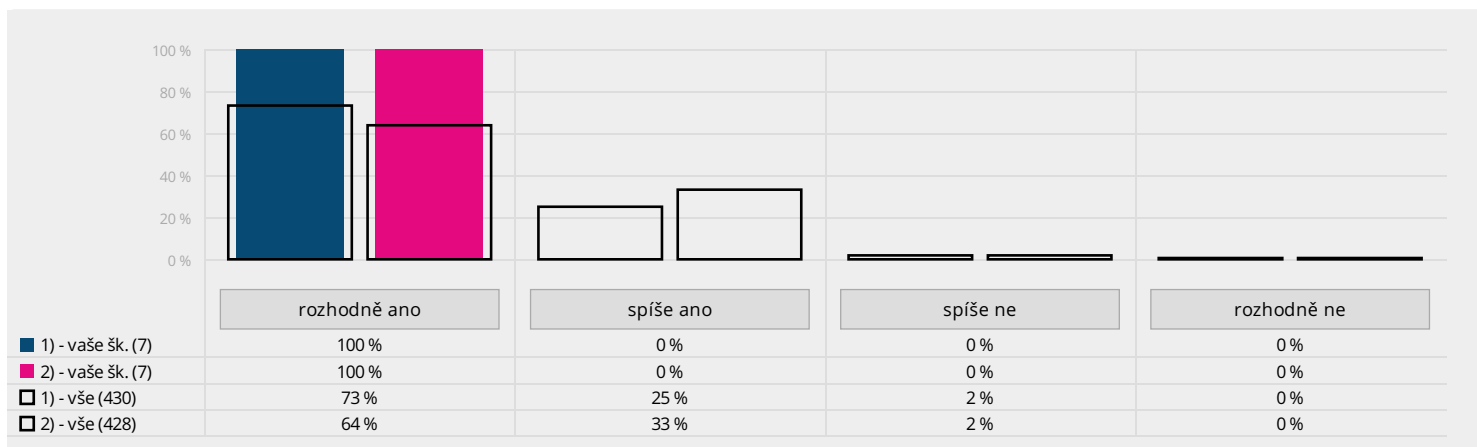 100 %
80 %
60 %
40 %
20 %
0 %
rozhodně ano spíše ano spíše ne rozhodně ne
1) - vaše šk. (7) 100 % 0 % 0 % 0 %
2) - vaše šk. (7) 100 % 0 % 0 % 0 %
1) - vše (430) 73 % 25 % 2 % 0 %
2) - vše (428) 64 % 33 % 2 % 0 %